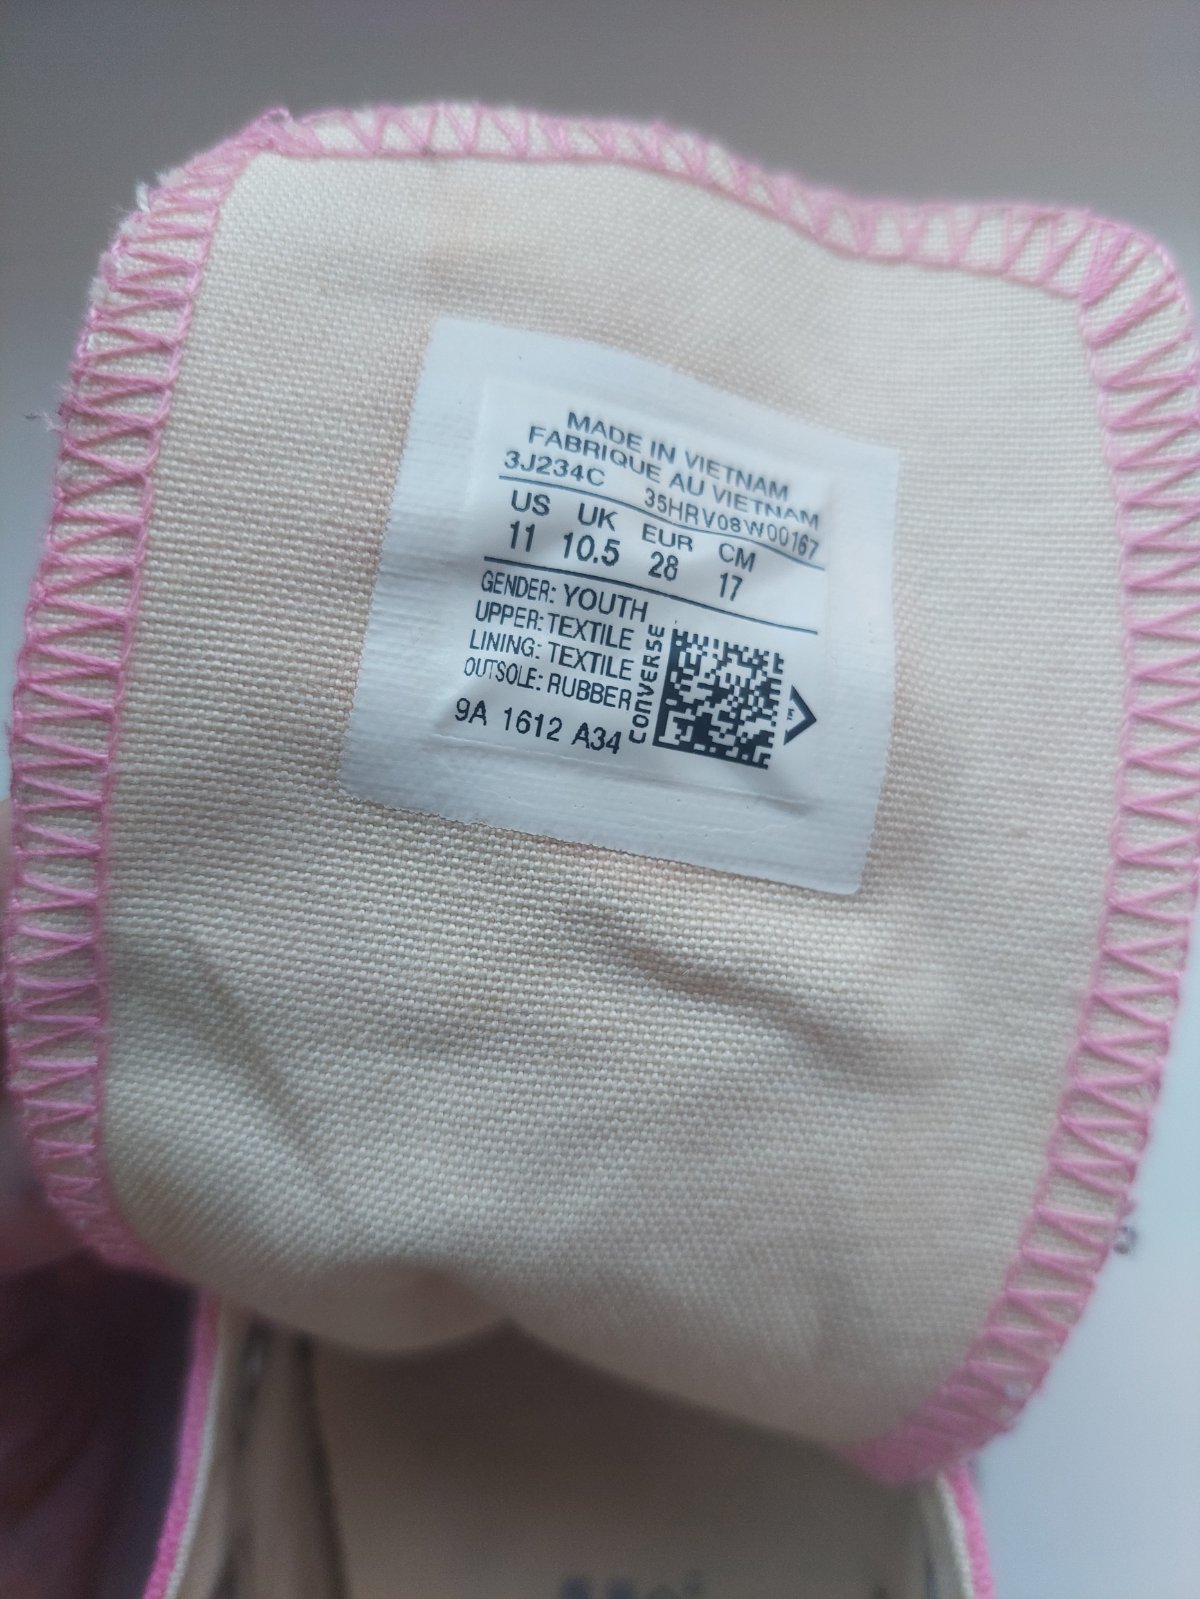 MADE IN VIETNAM
FABRIQUE AU VIETNAM
3J234C 35HRV08W00167
US UK EUR CM
11 10.5 28 17
GENDER: YOUTH
UPPER: TEXTILE
LINING: TEXTILE
OUTSOLE: RUBBER
CONVERSE
9A 1612 A34